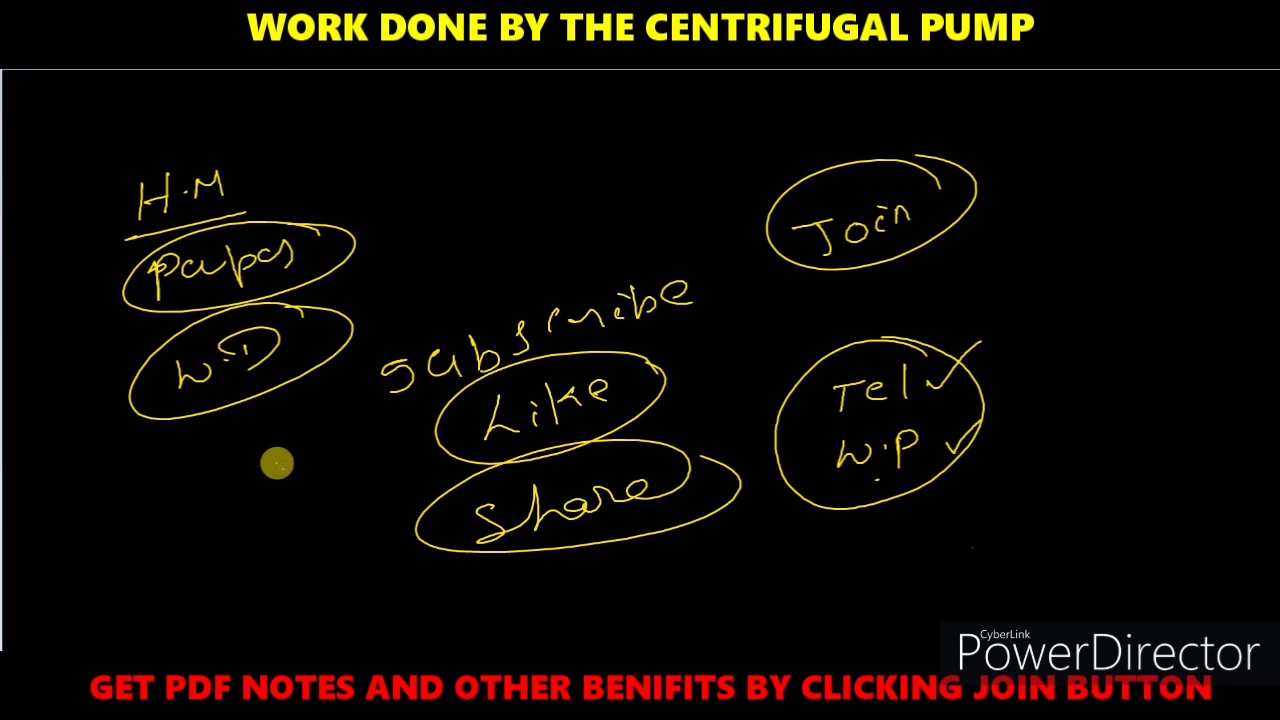 WORK DONE BY THE CENTRIFUGAL PUMP
H.M
W.D
Subscribe
Like
Share
Join
Tel
W.P
CyberLink
PowerDirector
GET PDF NOTES AND OTHER BENIFITS BY CLICKING JOIN BUTTON